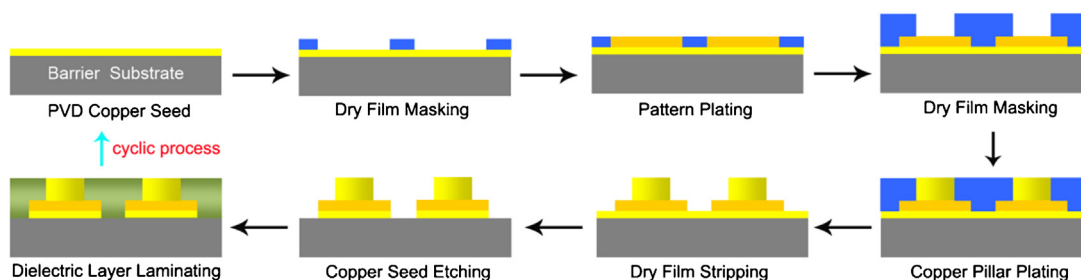 Barrier Substrate
PVD Copper Seed
Dry Film Masking
Pattern Plating
Dry Film Masking
cyclic process
Dielectric Layer Laminating
Copper Seed Etching
Dry Film Stripping
Copper Pillar Plating